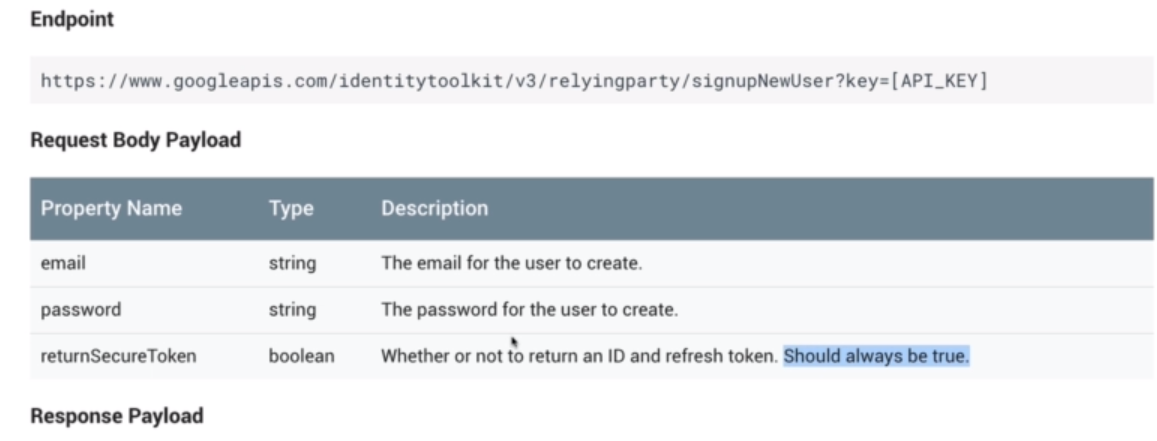 Endpoint
https://www.googleapis.com/identitytoolkit/v3/relyingparty/signupNewUser?key=[API_KEY]
Request Body Payload
Property Name Type Description
email string The email for the user to create.
password string The password for the user to create.
returnSecureToken boolean Whether or not to return an ID and refresh token. Should always be true.
Response Payload